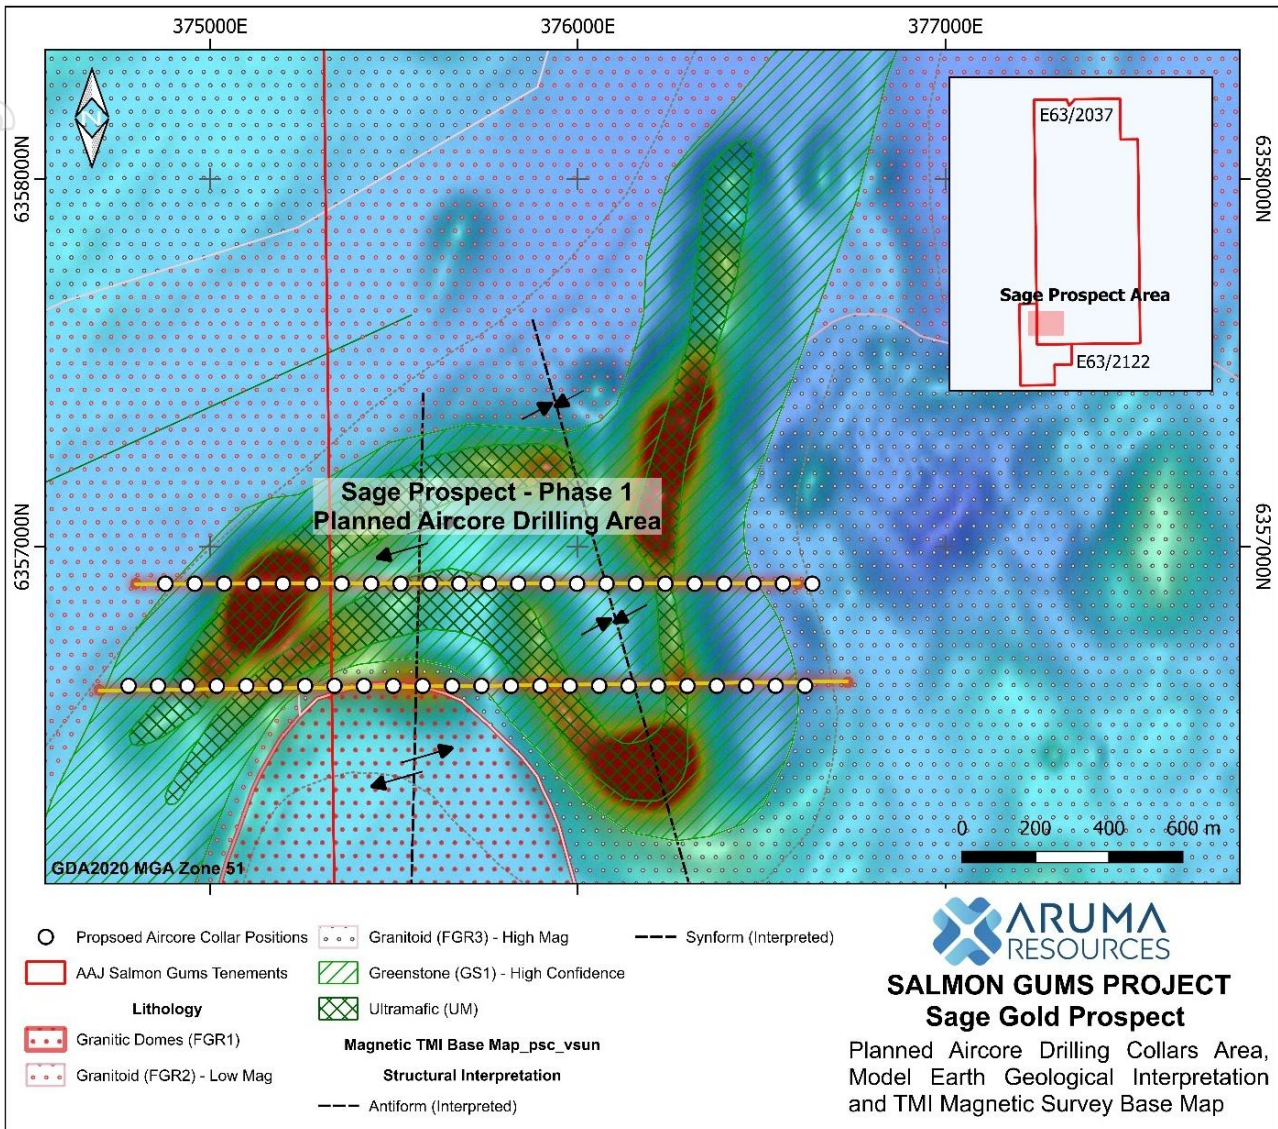 375000E
376000E
377000E
6358000N
6358000N
6357000N
6357000N
N
E63/2037
Sage Prospect Area
E63/2122
Sage Prospect - Phase 1
Planned Aircore Drilling Area
0 200 400 600 m
GDA2020 MGA Zone 51
Propsoed Aircore Collar Positions
AAJ Salmon Gums Tenements
Lithology
Granitic Domes (FGR1)
Granitoid (FGR2) - Low Mag
Granitoid (FGR3) - High Mag
Greenstone (GS1) - High Confidence
Ultramafic (UM)
Magnetic TMI Base Map_psc_vsun
Structural Interpretation
Antiform (Interpreted)
Synform (Interpreted)
ARUMA
RESOURCES
SALMON GUMS PROJECT
Sage Gold Prospect
Planned Aircore Drilling Collars Area,
Model Earth Geological Interpretation
and TMI Magnetic Survey Base Map